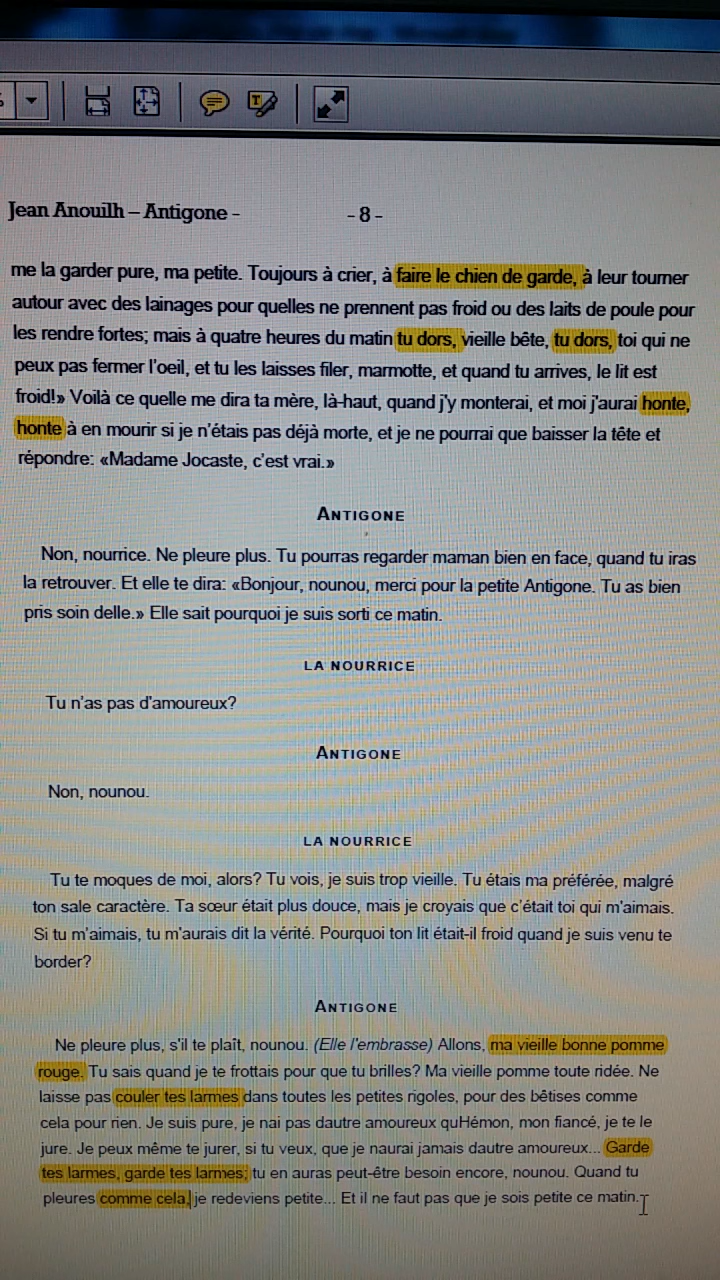 Jean Anouilh – Antigone - - 8 -
me la garder pure, ma petite. Toujours à crier, à faire le chien de garde, à leur tourner
autour avec des lainages pour quelles ne prennent pas froid ou des laits de poule pour
les rendre fortes; mais à quatre heures du matin tu dors, vieille bête, tu dors, toi qui ne
peux pas fermer l'oeil, et tu les laisses filer, marmotte, et quand tu arrives, le lit est
froid!» Voilà ce quelle me dira ta mère, là-haut, quand j'y monterai, et moi j'aurai honte,
honte à en mourir si je n'étais pas déjà morte, et je ne pourrai que baisser la tête et
répondre: «Madame Jocaste, c'est vrai.»
ANTIGONE
Non, nourrice. Ne pleure plus. Tu pourras regarder maman bien en face, quand tu iras
la retrouver. Et elle te dira: «Bonjour, nounou, merci pour la petite Antigone. Tu as bien
pris soin delle.» Elle sait pourquoi je suis sorti ce matin.
LA NOURRICE
Tu n'as pas d'amoureux?
ANTIGONE
Non, nounou.
LA NOURRICE
Tu te moques de moi, alors? Tu vois, je suis trop vieille. Tu étais ma préférée, malgré
ton sale caractère. Ta sœur était plus douce, mais je croyais que c'était toi qui m'aimais.
Si tu m'aimais, tu m'aurais dit la vérité. Pourquoi ton lit était-il froid quand je suis venu te
border?
ANTIGONE
Ne pleure plus, s'il te plaît, nounou. (Elle l'embrasse) Allons, ma vieille bonne pomme
rouge. Tu sais quand je te frottais pour que tu brilles? Ma vieille pomme toute ridée. Ne
laisse pas couler tes larmes dans toutes les petites rigoles, pour des bêtises comme
cela pour rien. Je suis pure, je nai pas dautre amoureux quHémon, mon fiancé, je te le
jure. Je peux même te jurer, si tu veux, que je naurai jamais dautre amoureux... Garde
tes larmes, garde tes larmes; tu en auras peut-être besoin encore, nounou. Quand tu
pleures comme cela, je redeviens petite... Et il ne faut pas que je sois petite ce matin.